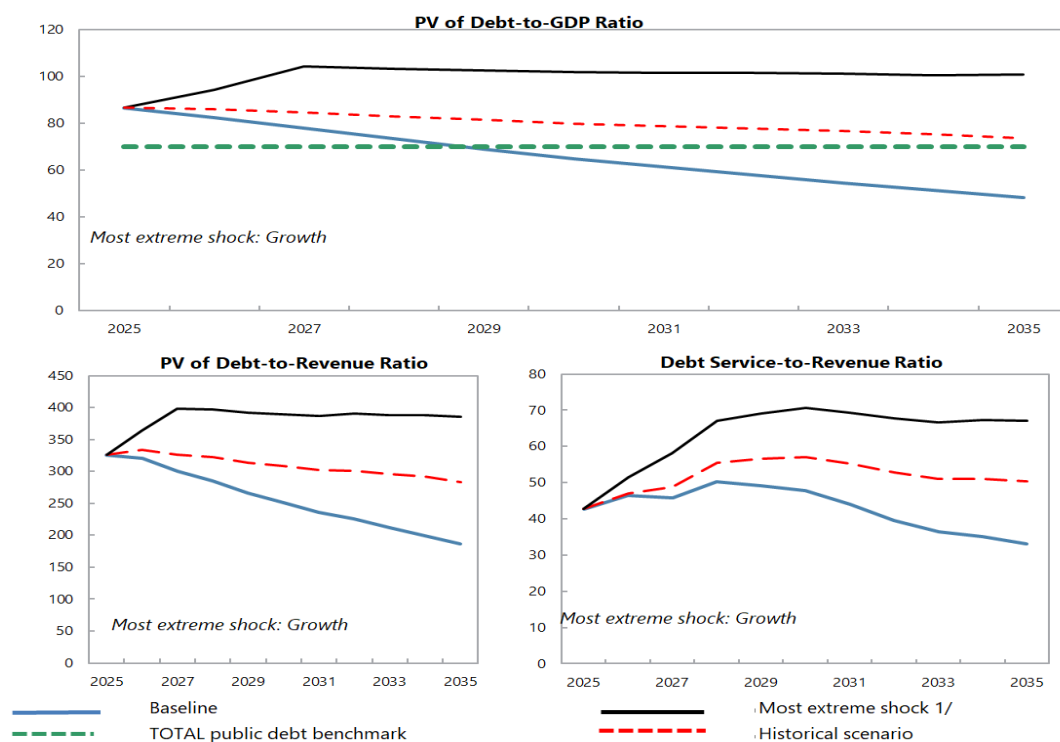 PV of Debt-to-GDP Ratio
120
100
80
60
40
20
0
Most extreme shock: Growth
2025 2027 2029 2031 2033 2035
PV of Debt-to-Revenue Ratio
450
400
350
300
250
200
150
100
50
0
Most extreme shock: Growth
2025 2027 2029 2031 2033 2035
Debt Service-to-Revenue Ratio
80
70
60
50
40
30
20
10
0
Most extreme shock: Growth
2025 2027 2029 2031 2033 2035
Baseline
Most extreme shock 1/
TOTAL public debt benchmark
Historical scenario